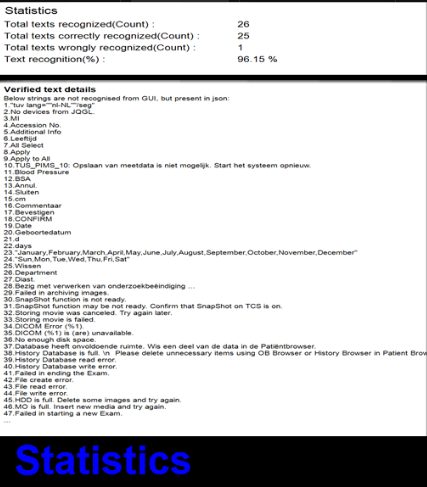 Statistics
Total texts recognized(Count) : 26
Total texts correctly recognized(Count) : 25
Total texts wrongly recognized(Count) : 1
Text recognition(%) : 96.15 %
Verified text details
Below strings are not recognised from GUI, but present in json:
1."tuv lang=""nl-NL""/seg"
2.No devices from JQGL.
3.MI
4.Accession No.
5.Additional Info
6.Leeftijd
7.All Select
8.Apply
9.Apply to All
10.TUS_PIMS_10: Opslaan van meetdata is niet mogelijk. Start het systeem opnieuw.
11.Blood Pressure
12.BSA
13.Annul.
14.Sluiten
15.cm
16.Commentaar
17.Bevestigen
18.CONFIRM
19.Date
20.Geboortedatum
21.d
22.days
23."January,February,March,April,May,June,July,August,September,October,November,December"
24."Sun,Mon,Tue,Wed,Thu,Fri,Sat"
25.Wissen
26.Department
27.Diast.
28.Bezig met verwerken van onderzoekbeëindiging ...
29.Failed in archiving images.
30.SnapShot function is not ready.
31.SnapShot function may be not ready. Confirm that SnapShot on TCS is on.
32.Storing movie was canceled. Try again later.
33.Storing movie is failed.
34.DICOM Error (%1).
35.DICOM (%1) is (are) unavailable.
36.No enough disk space.
37.Database heeft onvoldoende ruimte. Wis een deel van de data in de Patiëntbrowser.
38.History Database is full. \n Please delete unnecessary items using OB Browser or History Browser in Patient Brow
39.History Database read error.
40.History Database write error.
41.Failed in ending the Exam.
42.File create error.
43.File read error.
44.File write error.
45.HDD is full. Delete some images and try again.
46.MO is full. Insert new media and try again.
47.Failed in starting a new Exam.
...
Statistics